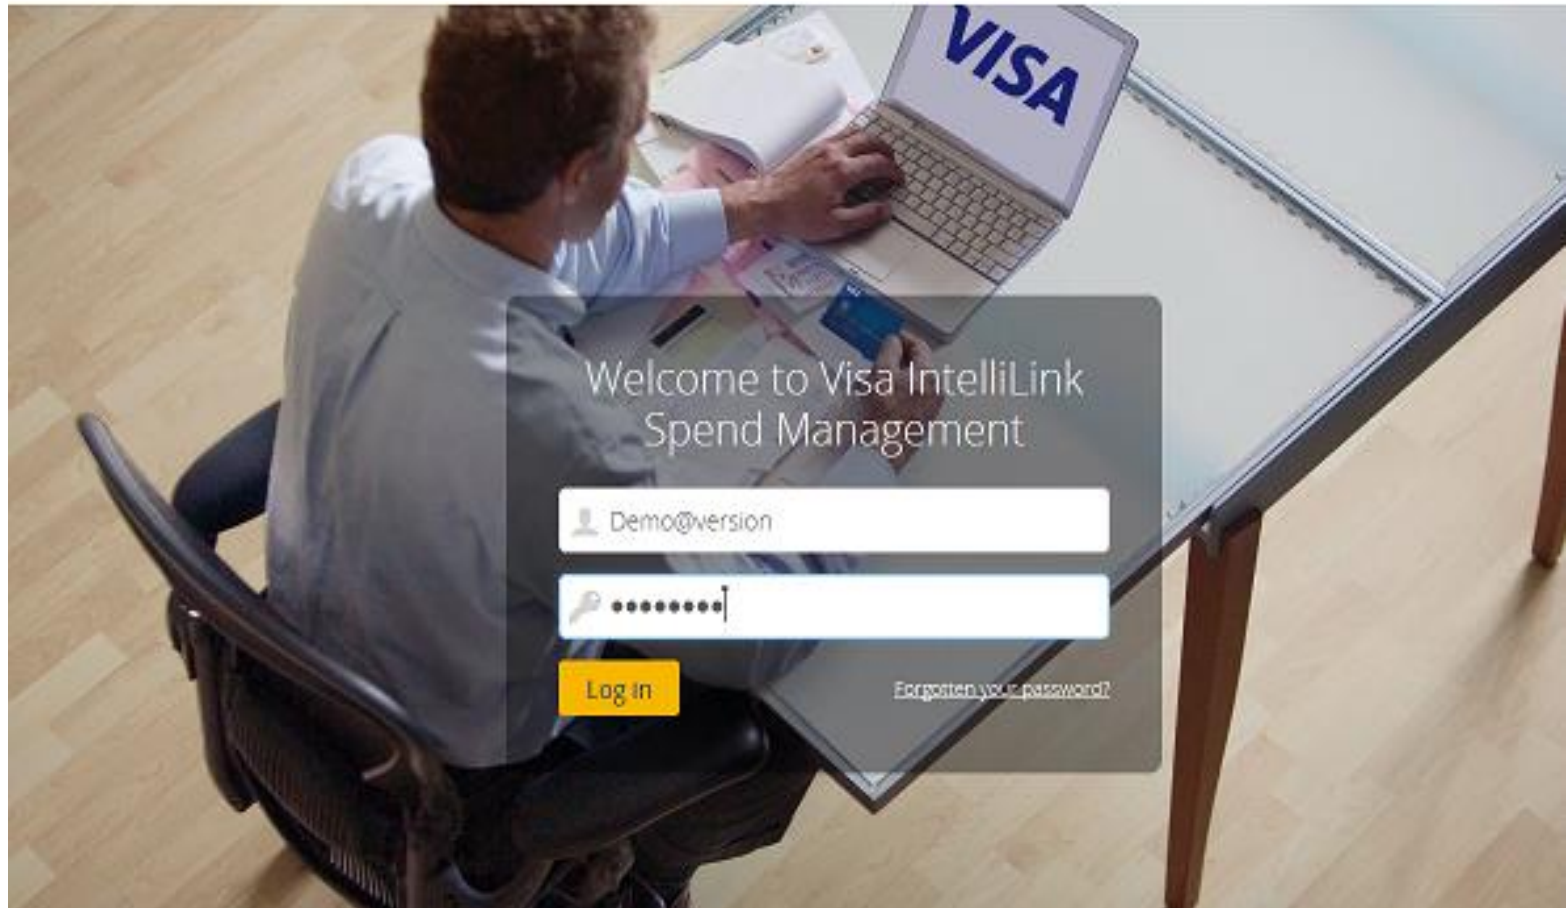 VISA
Welcome to Visa IntelliLink
Spend Management
Demo@version
••••••••
Log in
Forgotten your password?